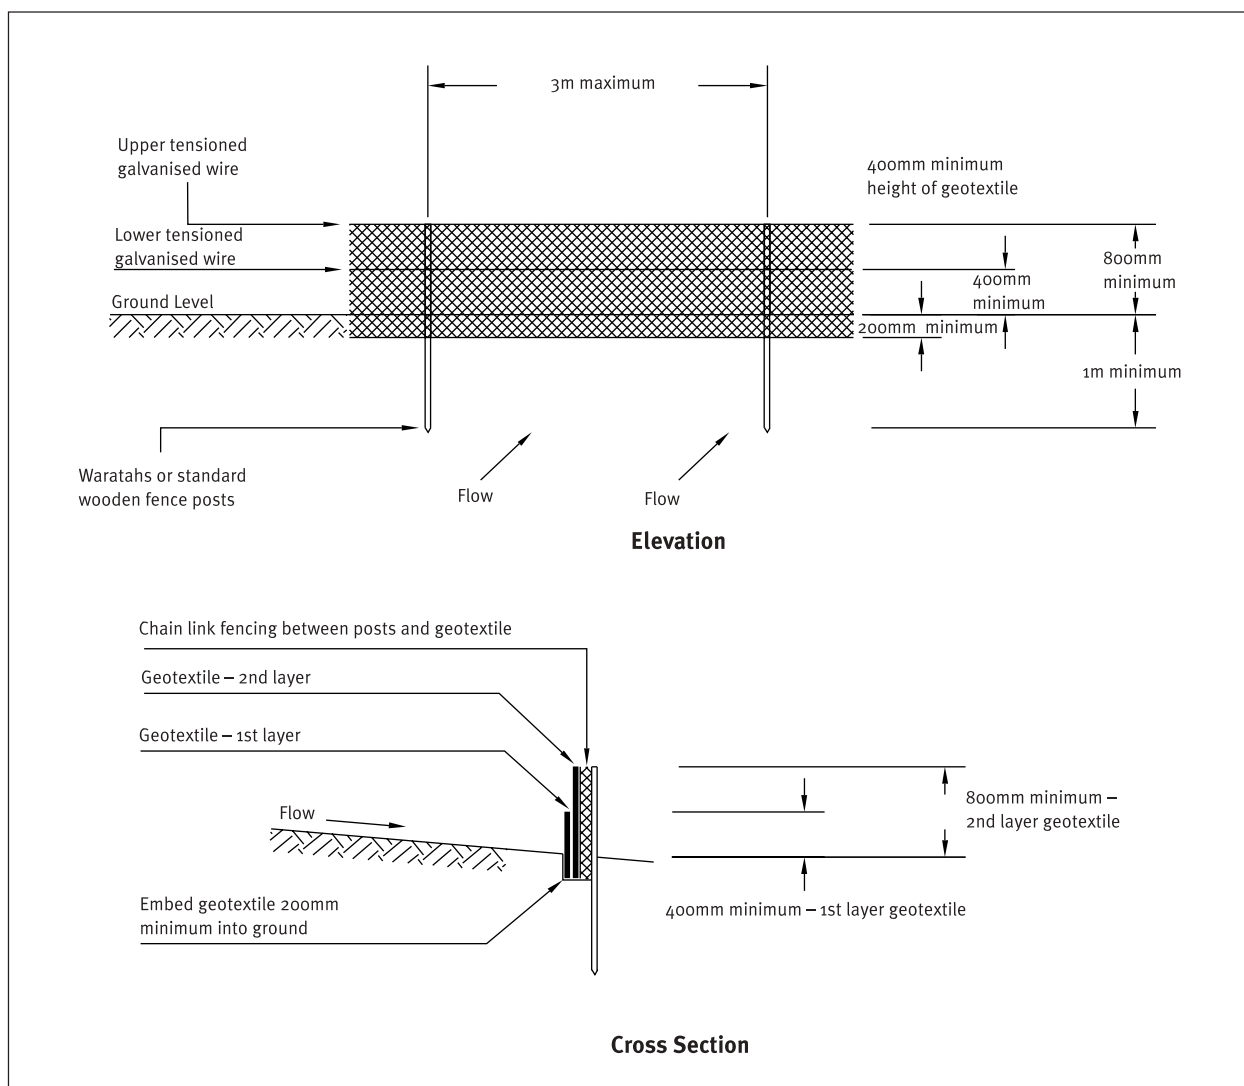 3m maximum
Upper tensioned
galvanised wire
400mm minimum
height of geotextile
Lower tensioned
galvanised wire
800mm
minimum
400mm
minimum
Ground Level
200mm minimum
1m minimum
Waratahs or standard
wooden fence posts
Flow
Flow
Elevation
Chain link fencing between posts and geotextile
Geotextile – 2nd layer
Geotextile – 1st layer
Flow
800mm minimum –
2nd layer geotextile
Embed geotextile 200mm
minimum into ground
400mm minimum – 1st layer geotextile
Cross Section